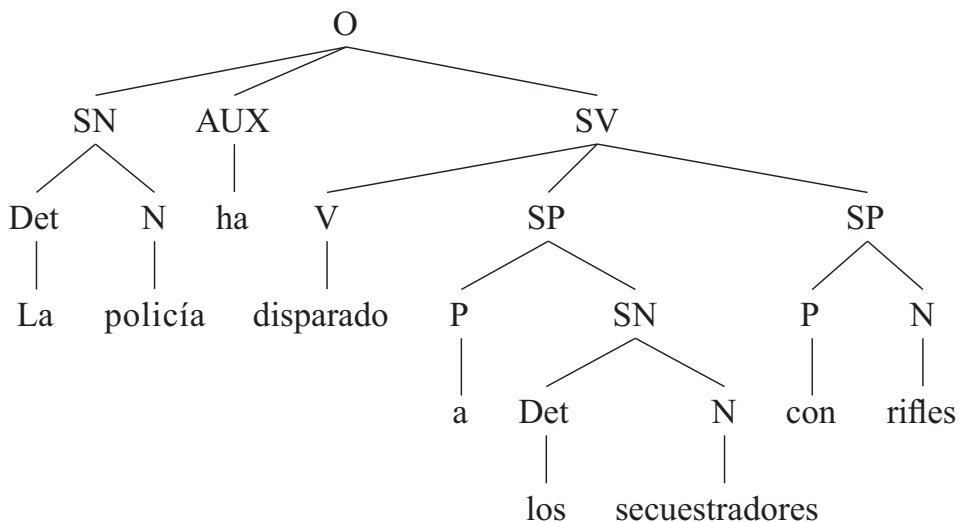 O
SN AUX SV
Det N ha V SP SP
La policía disparado P SN P N
a Det N con rifles
los secuestradores